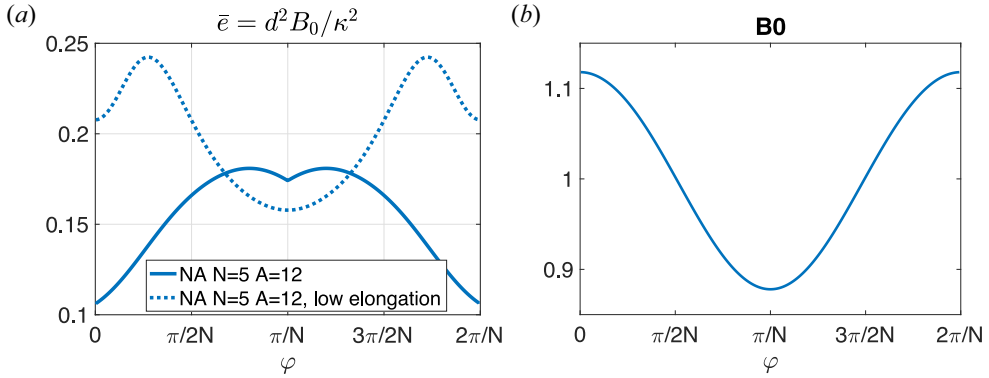 (a)
ē = d²B₀/κ²
0.25
0.2
0.15
0.1
NA N=5 A=12
NA N=5 A=12, low elongation
0 π/2N π/N 3π/2N 2π/N
φ
(b)
B0
1.1
1
0.9
0 π/2N π/N 3π/2N 2π/N
φ